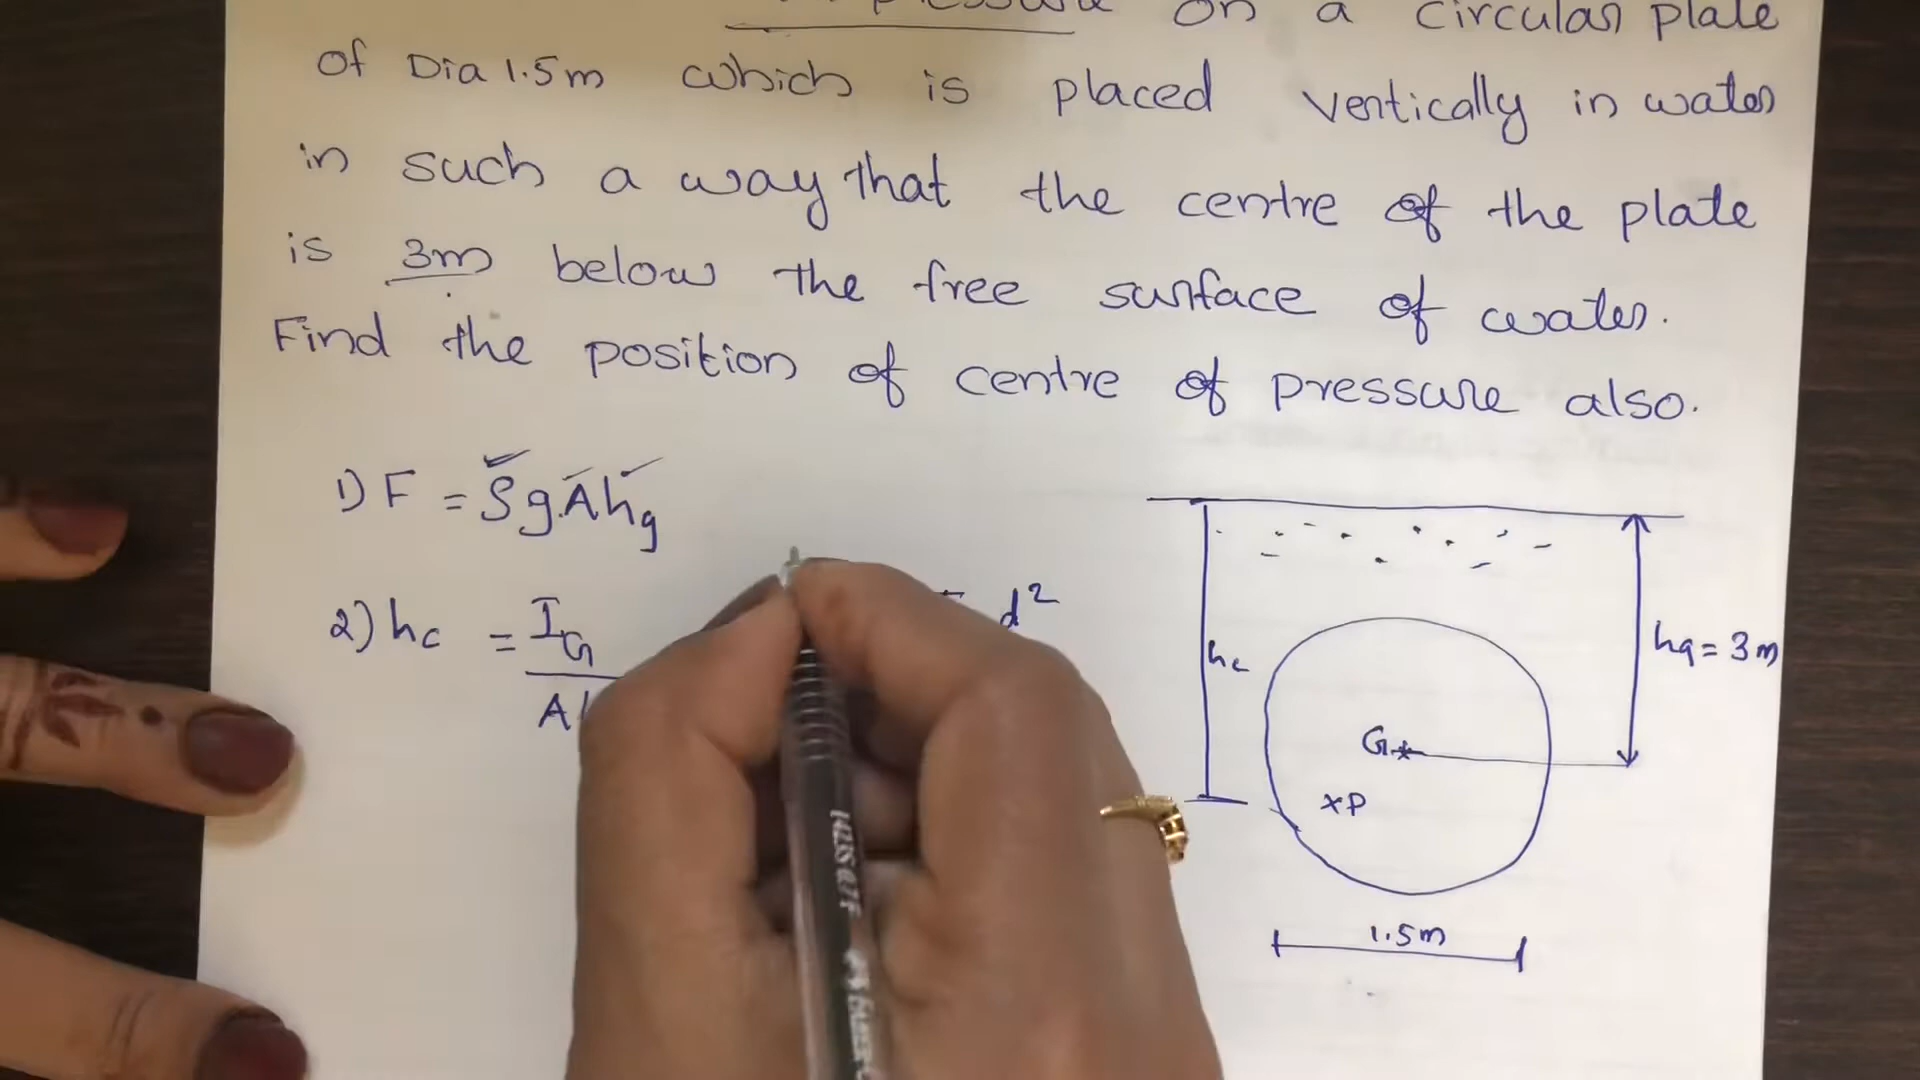 on a circular plate
of Dia 1.5m which is placed vertically in water
in such a way that the centre of the plate
is 3m below the free surface of water.
Find the position of centre of pressure also.
1) F = ρgAhg
2) hc = IG
A
d²
hc
hg = 3m
G
×P
1.5m